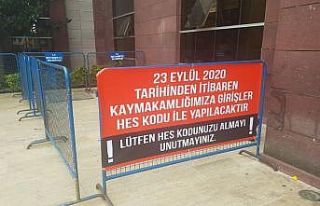 23 EYLÜL 2020
TARİHİNDEN İTİBAREN
KAYMAKAMLIĞIMIZA GİRİŞLER
HES KODU İLE YAPILACAKTIR
! LÜTFEN HES KODUNUZU ALMAYI !
UNUTMAYINIZ.